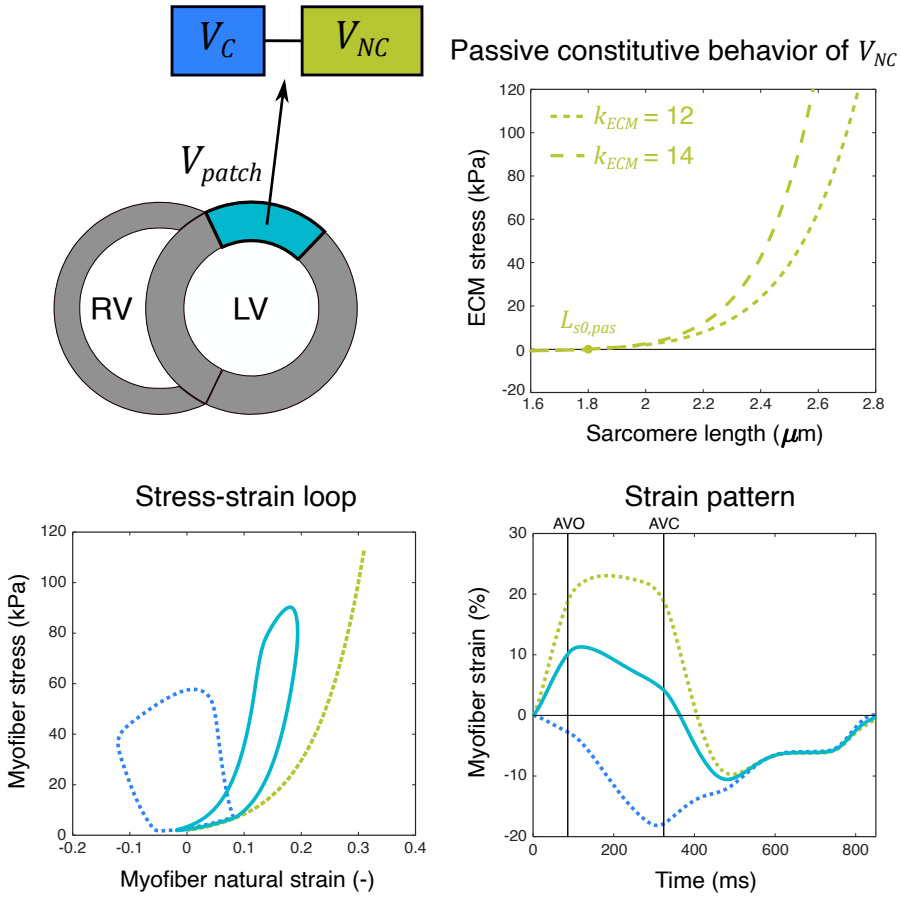 V_C
V_NC
V_patch
RV
LV
Passive constitutive behavior of V_NC
120
100
80
60
40
20
0
-20
ECM stress (kPa)
k_ECM = 12
k_ECM = 14
L_s0,pas
1.6
1.8
2
2.2
2.4
2.6
2.8
Sarcomere length (μm)
Stress-strain loop
120
100
80
60
40
20
0
Myofiber stress (kPa)
-0.2
-0.1
0
0.1
0.2
0.3
0.4
Myofiber natural strain (-)
Strain pattern
AVO
AVC
30
20
10
0
-10
-20
Myofiber strain (%)
0
200
400
600
800
Time (ms)